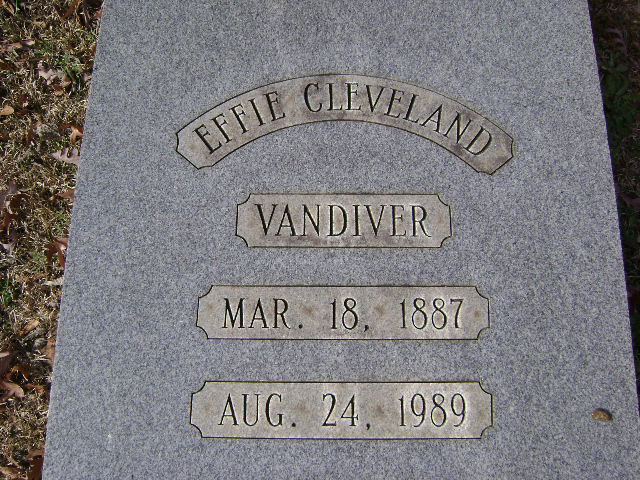 EFFIE CLEVELAND
VANDIVER
MAR. 18, 1887
AUG. 24, 1989